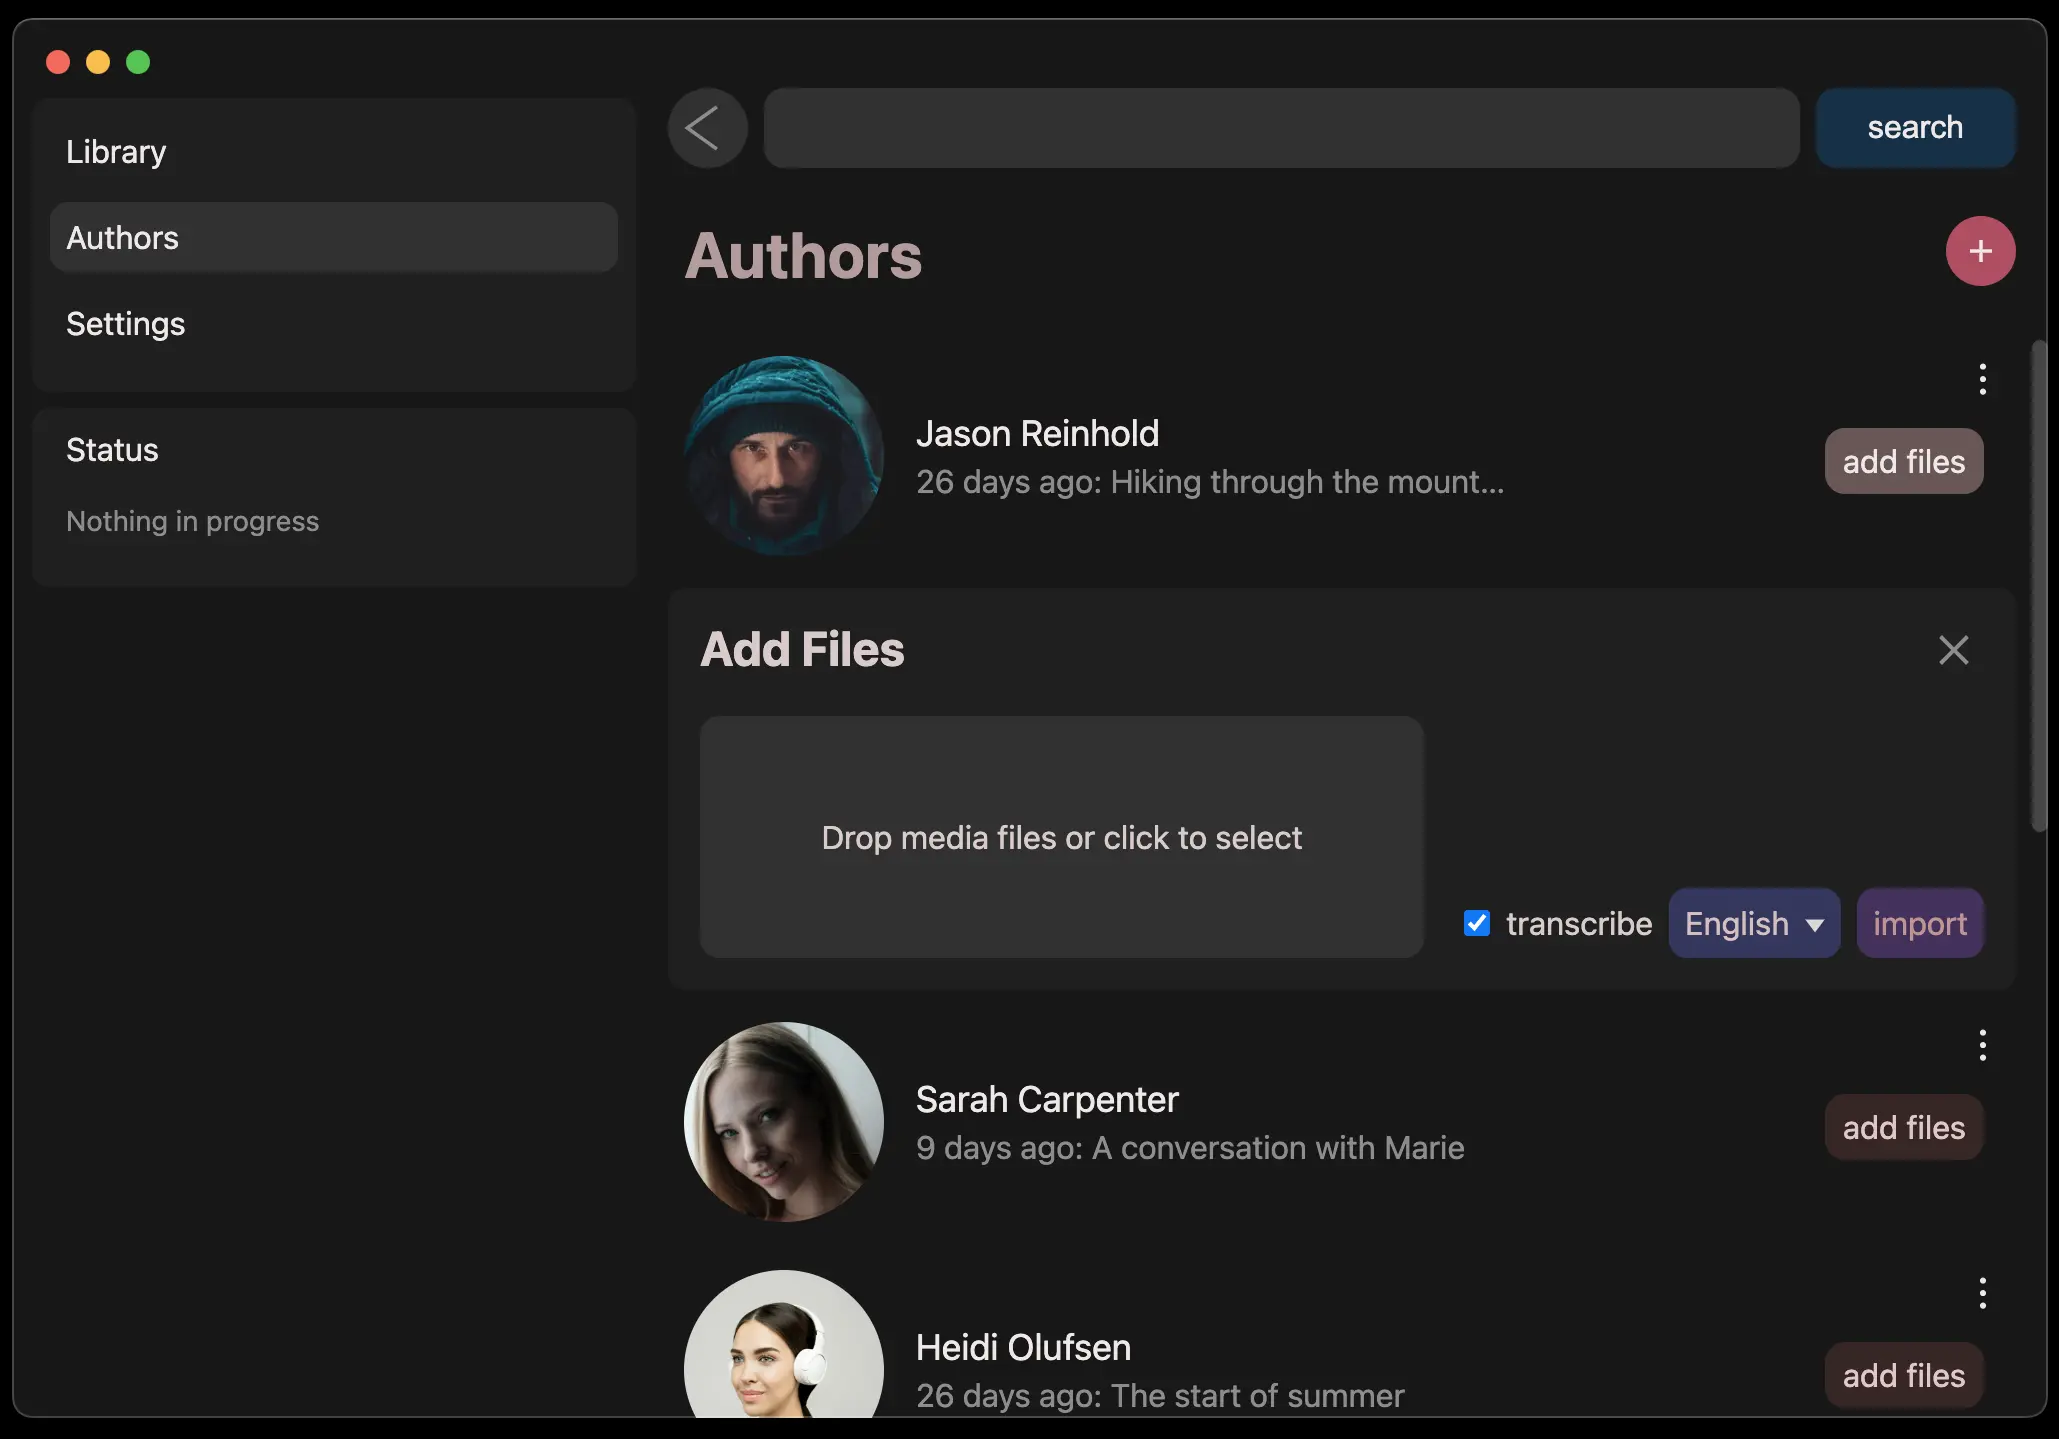 Library
Authors
Settings
Status
Nothing in progress
search
Authors
+
Jason Reinhold
26 days ago: Hiking through the mount...
add files
Add Files
Drop media files or click to select
transcribe
English
import
Sarah Carpenter
9 days ago: A conversation with Marie
add files
Heidi Olufsen
26 days ago: The start of summer
add files